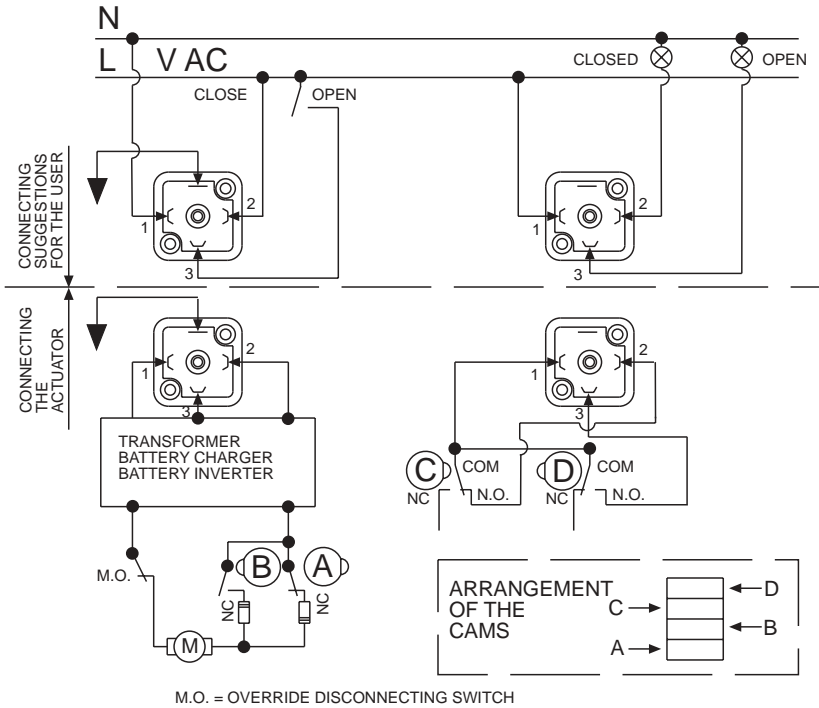 N
L V AC
CLOSED
OPEN
CLOSE
OPEN
CONNECTING
SUGGESTIONS
FOR THE USER
1
2
3
1
2
3
CONNECTING
THE
ACTUATOR
1
2
3
1
2
3
TRANSFORMER
BATTERY CHARGER
BATTERY INVERTER
C
COM
NC
N.O.
D
COM
NC
N.O.
M.O.
B
NC
A
NC
M
ARRANGEMENT
OF THE
CAMS
D
C
B
A
M.O. = OVERRIDE DISCONNECTING SWITCH